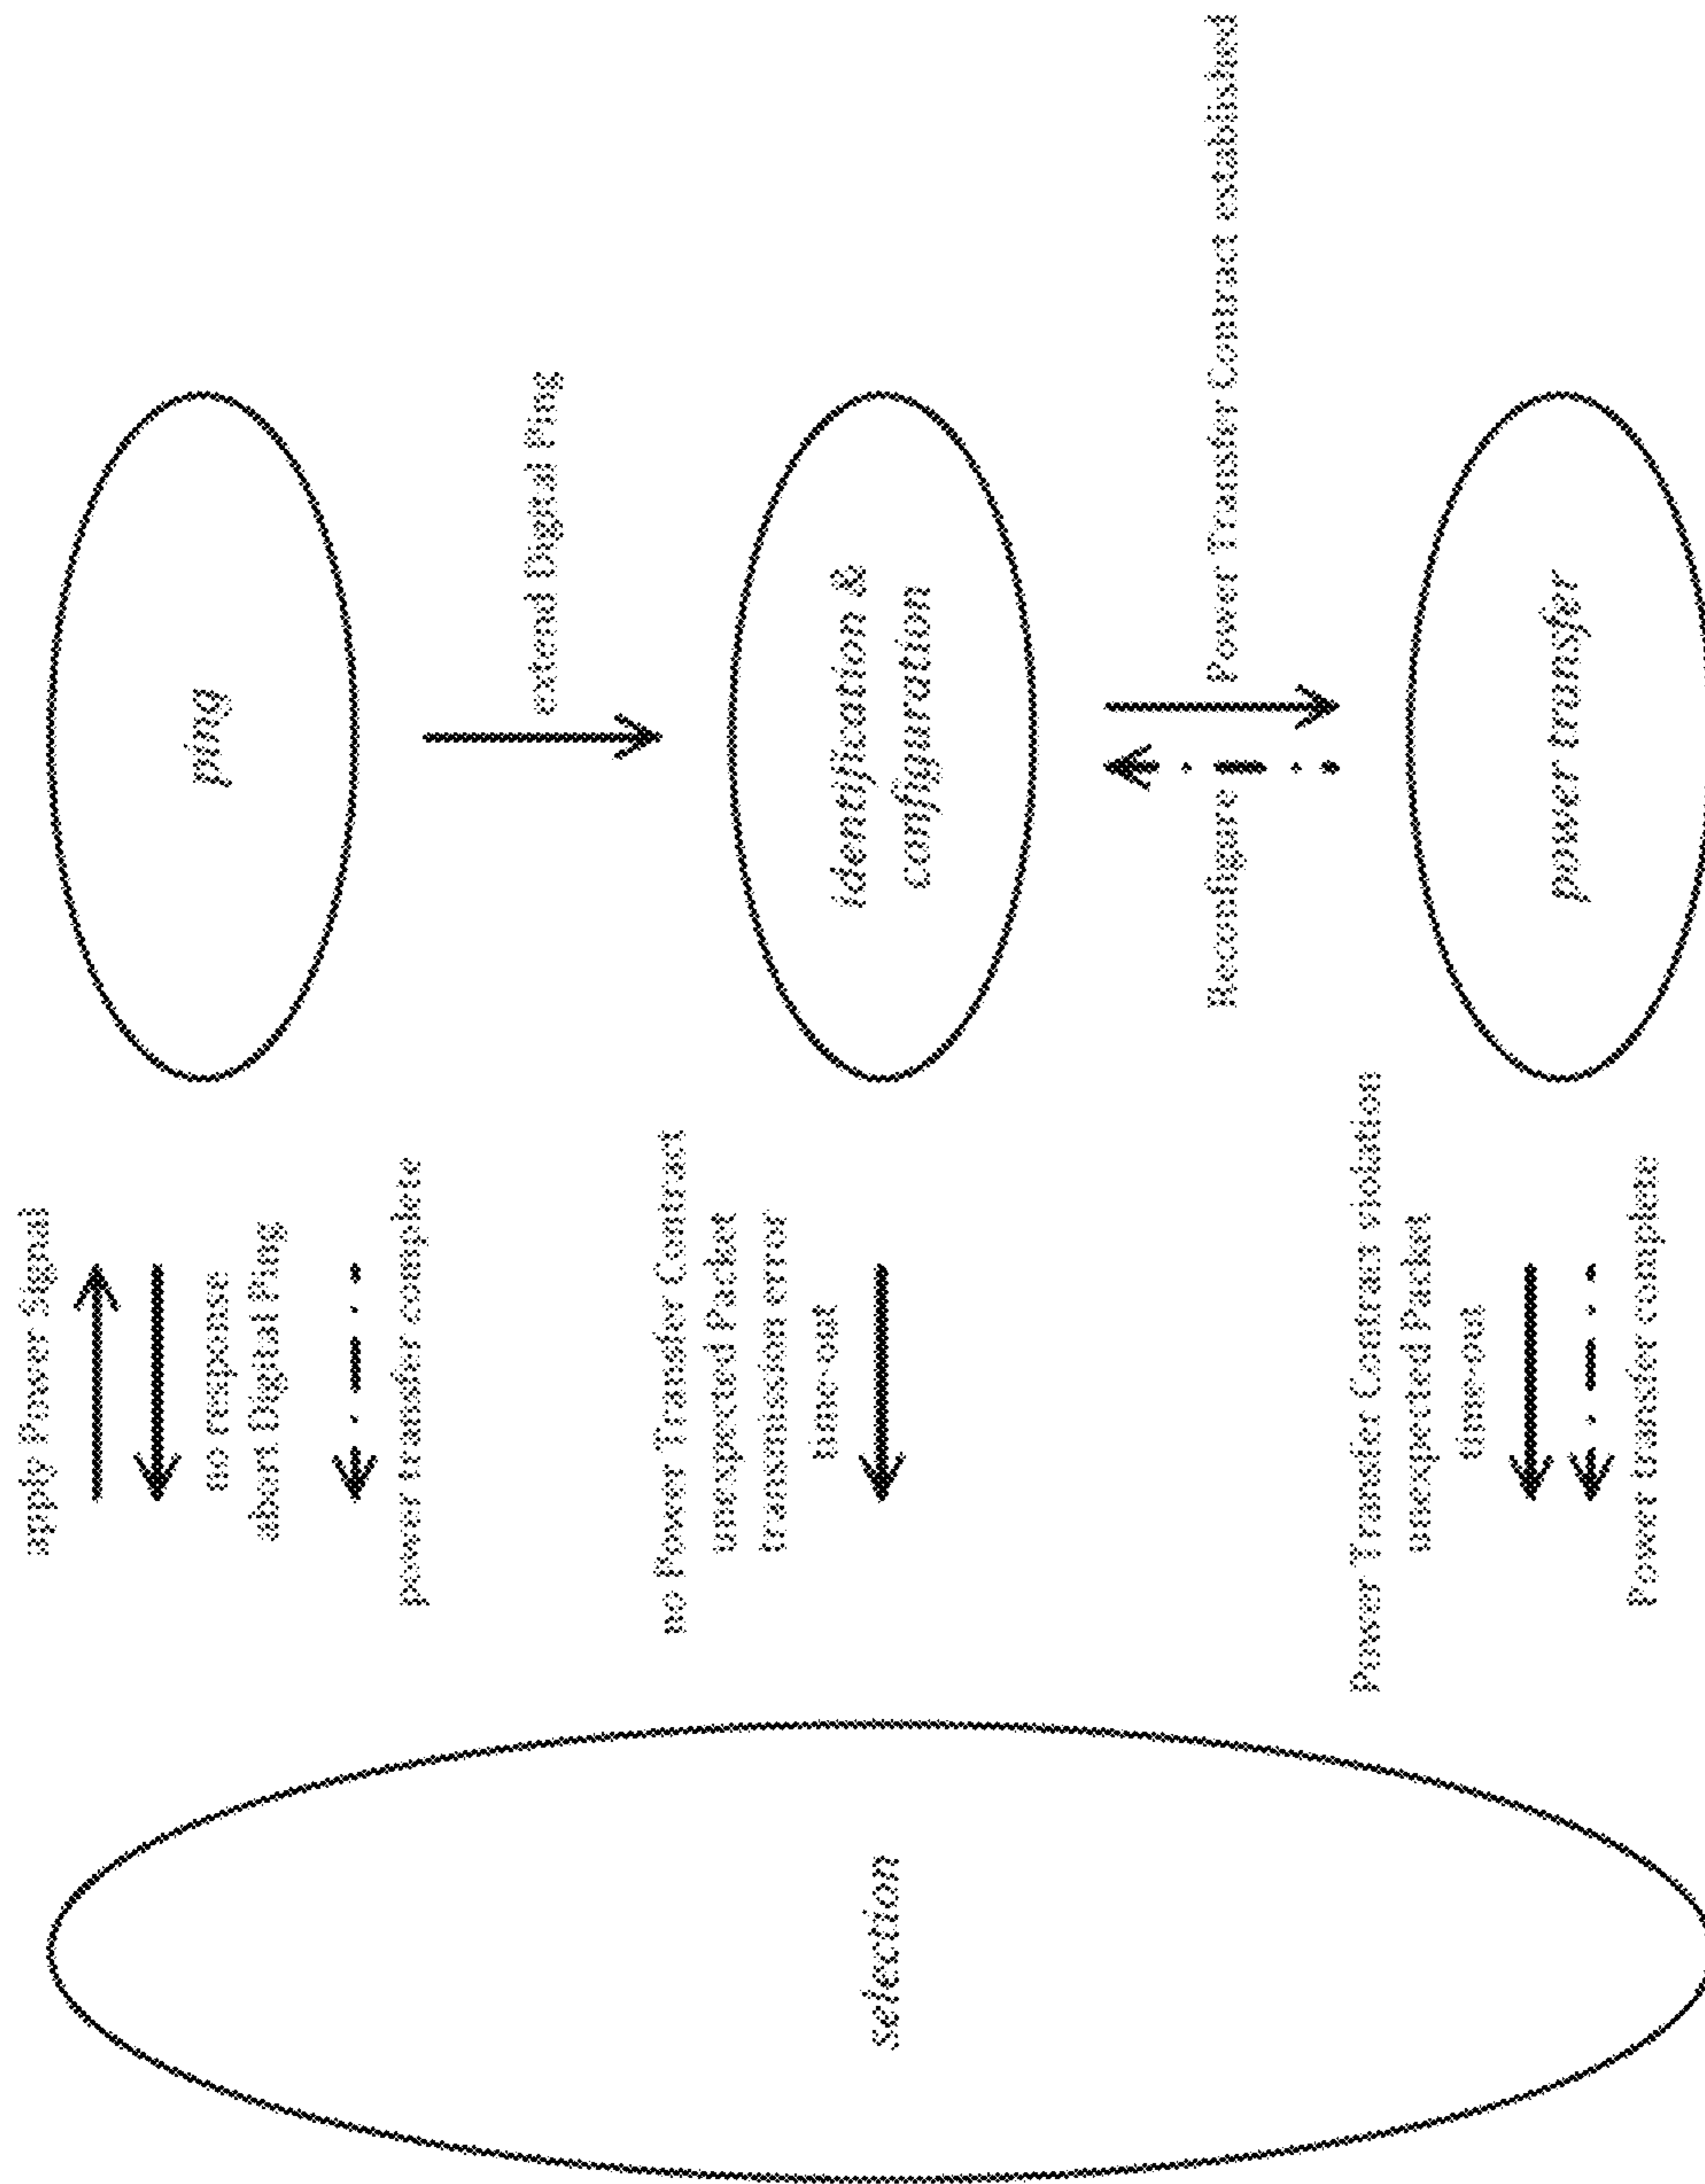 apply Power Signal
no response
abort Digital Ping
power transfer complete
ping
extend Digital Ping
selection
no Power Transfer Contract
unexpected Packet
transmission error
time-out
identification &
configuration
Reconfigure
Power Transfer Contract established
Power Transfer Contract violation
unexpected Packet
time-out
Power transfer complete
power transfer